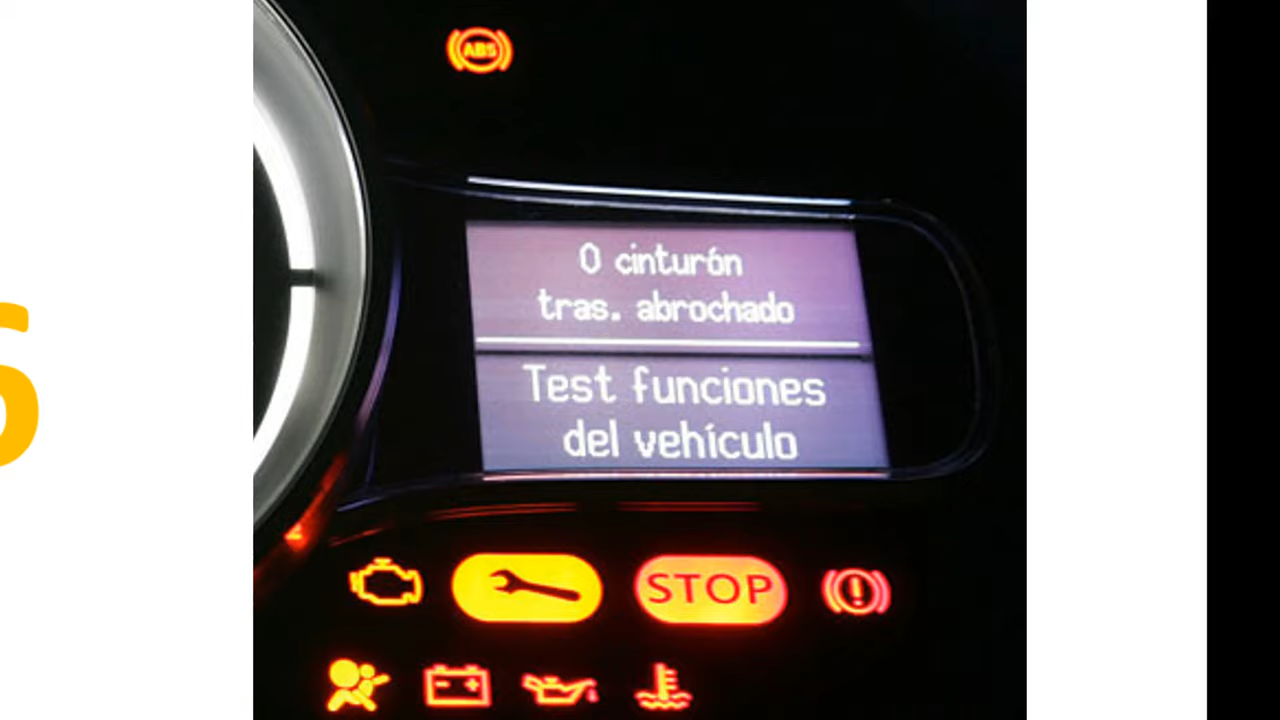 ABS
0 cinturón
tras. abrochado
Test funciones
del vehículo
STOP